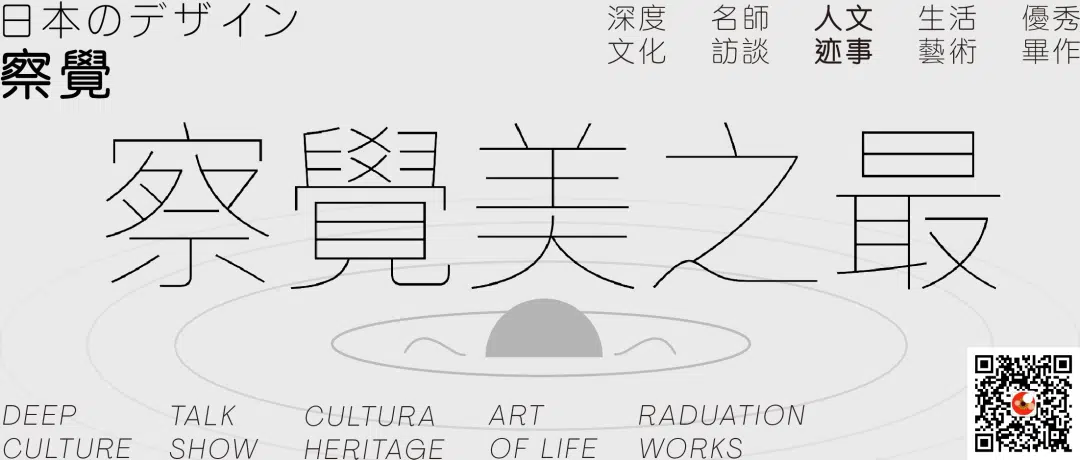 日本のデザイン
察覺
深度 名師 人文 生活 優秀
文化 訪談 迹事 藝術 畢作
察覺美之最
DEEP TALK CULTURA ART RADUATION
CULTURE SHOW HERITAGE OF LIFE WORKS